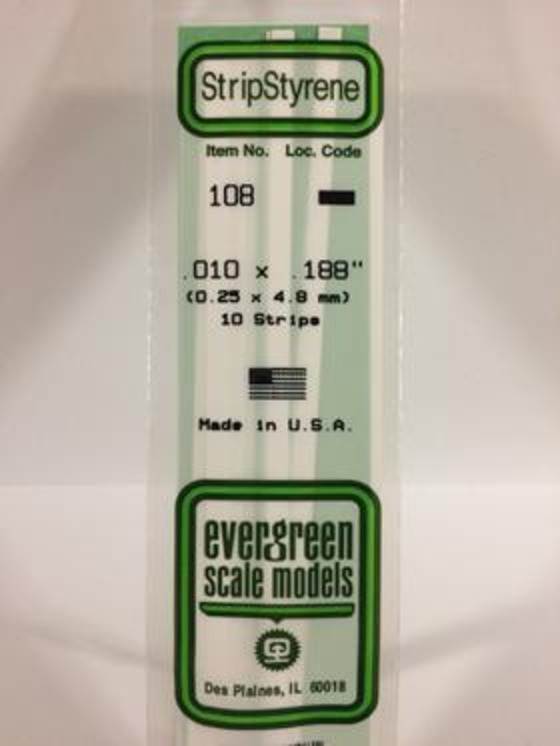 StripStyrene
Item No. Loc. Code
108
.010 x .188"
(0.25 x 4.8 mm)
10 Strips
Made in U.S.A.
evergreen
scale models
Des Plaines, IL 60018